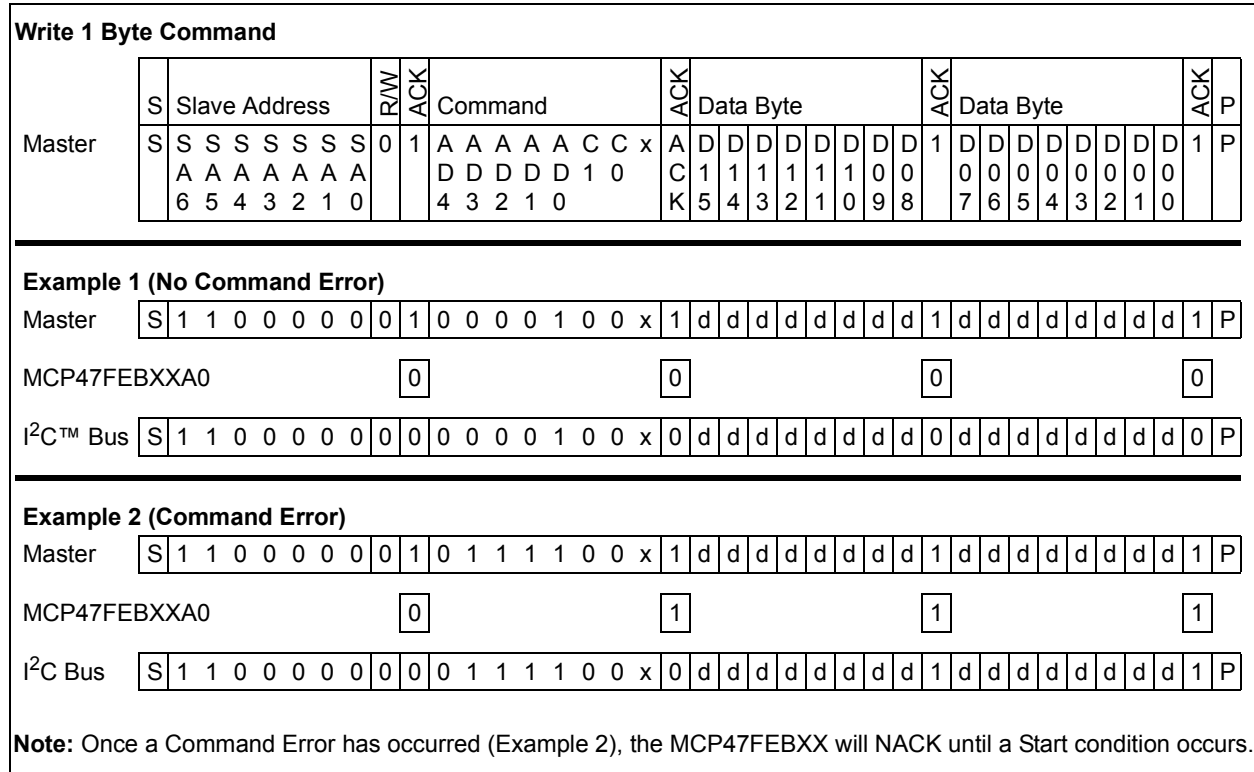 Write 1 Byte Command
S Slave Address R/W ACK Command ACK Data Byte ACK Data Byte ACK P
Master S S S S S S S S 0 1 A A A A A C C x A D D D D D D D D 1 D D D D D D D D 1 P
A A A A A A A D D D D D 1 0 C 1 1 1 1 1 1 0 0 0 0 0 0 0 0 0 0
6 5 4 3 2 1 0 4 3 2 1 0 K 5 4 3 2 1 0 9 8 7 6 5 4 3 2 1 0
Example 1 (No Command Error)
Master S 1 1 0 0 0 0 0 0 1 0 0 0 0 1 0 0 x 1 d d d d d d d d 1 d d d d d d d d 1 P
MCP47FEBXXA0 0 0 0 0
I2C™ Bus S 1 1 0 0 0 0 0 0 0 0 0 0 0 1 0 0 x 0 d d d d d d d d 0 d d d d d d d d 0 P
Example 2 (Command Error)
Master S 1 1 0 0 0 0 0 0 1 0 1 1 1 1 0 0 x 1 d d d d d d d d 1 d d d d d d d d 1 P
MCP47FEBXXA0 0 1 1 1
I2C Bus S 1 1 0 0 0 0 0 0 0 0 1 1 1 1 0 0 x 0 d d d d d d d d 1 d d d d d d d d 1 P
Note: Once a Command Error has occurred (Example 2), the MCP47FEBXX will NACK until a Start condition occurs.